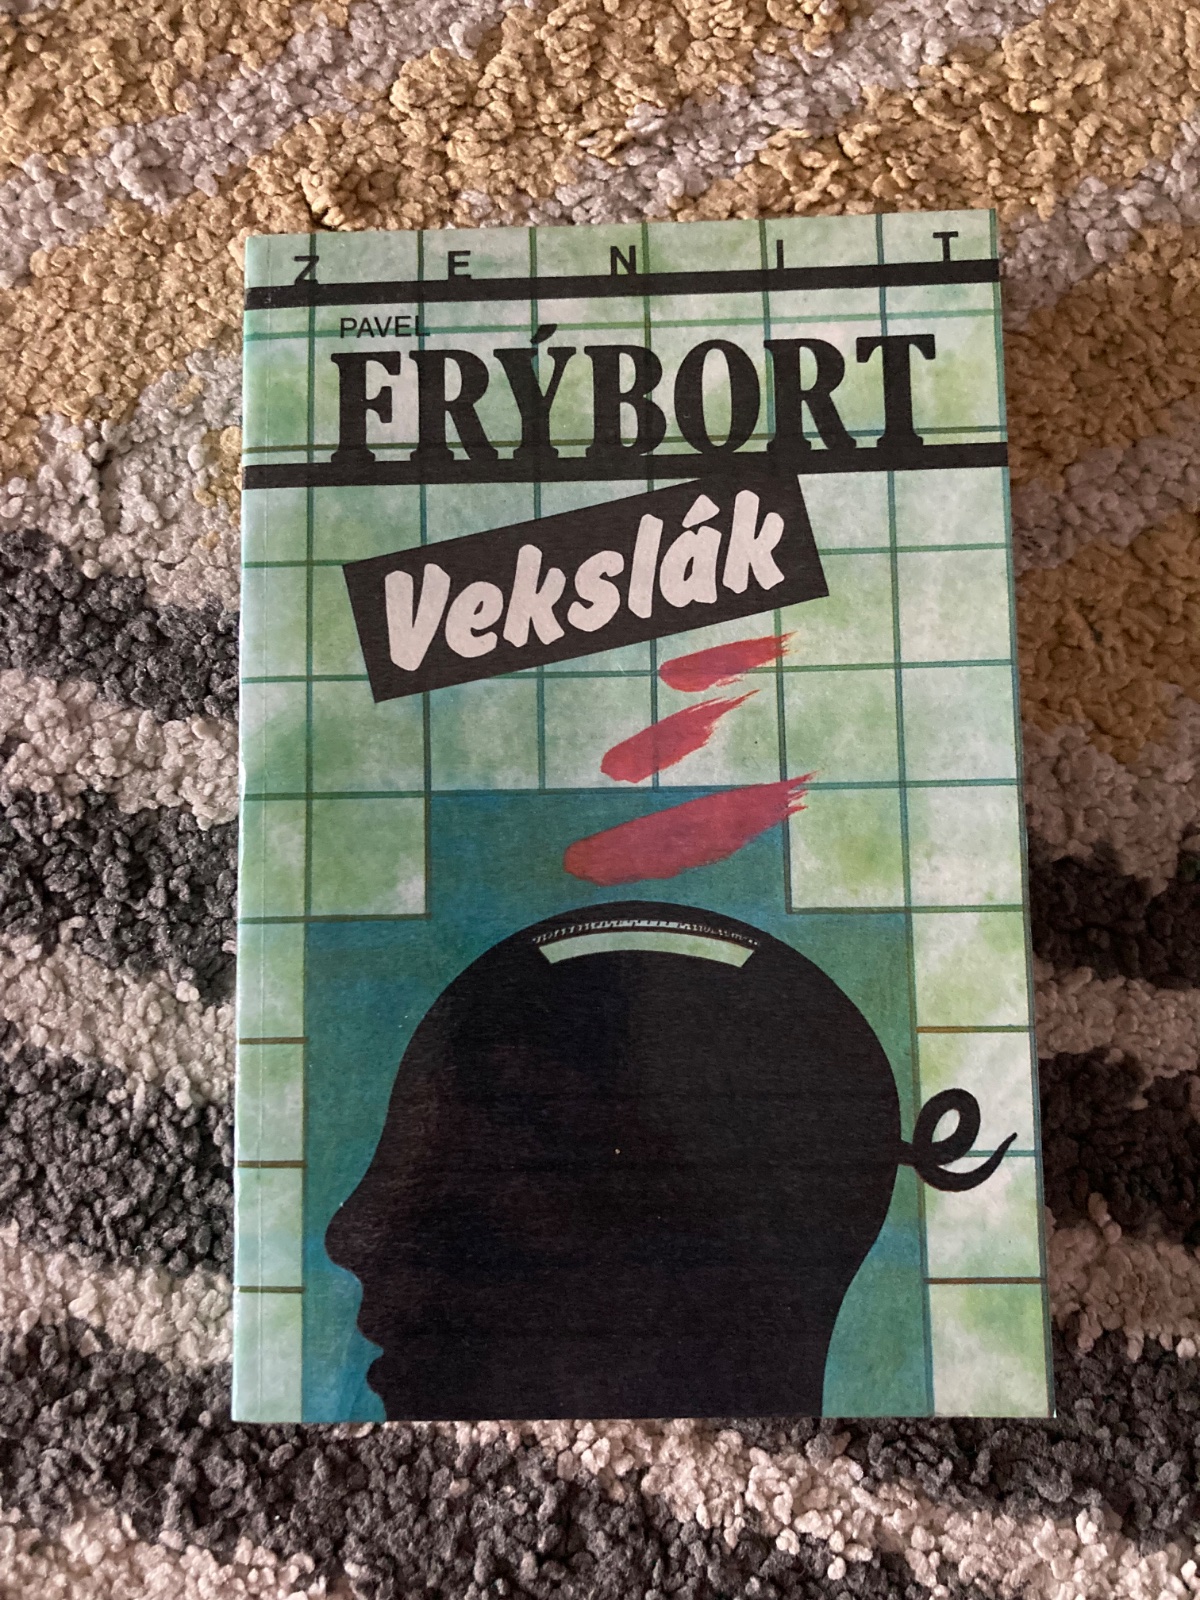 ZENIT
PAVEL
FRÝBORT
Vekslák